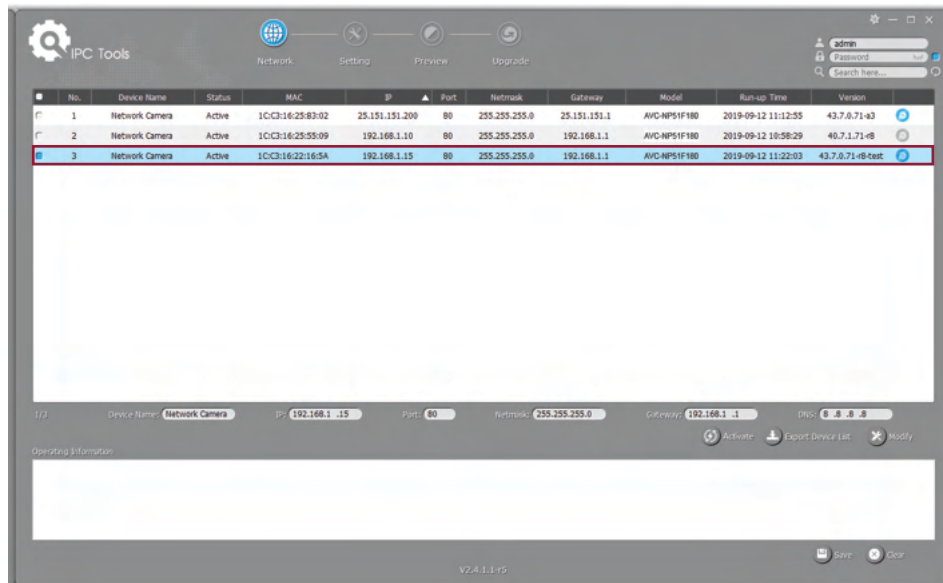 IPC Tools
Network Setting Preview Upgrade
admin
Password
Search here...
No. Device Name Status MAC IP Port Netmask Gateway Model Run-up Time Version
1 Network Camera Active 1C:C3:16:25:B3:02 25.151.151.200 80 255.255.255.0 25.151.151.1 AVC-NP51F180 2019-09-12 11:12:55 43.7.0.71-a3
2 Network Camera Active 1C:C3:16:25:55:09 192.168.1.10 80 255.255.255.0 192.168.1.1 AVC-NP51F180 2019-09-12 10:58:29 40.7.1.71-r8
3 Network Camera Active 1C:C3:16:22:16:5A 192.168.1.15 80 255.255.255.0 192.168.1.1 AVC-NP51F180 2019-09-12 11:22:03 43.7.0.71-r8-test
1/3 Device Name: Network Camera IP: 192.168.1 .15 Port: 80 Netmask: 255.255.255.0 Gateway: 192.168.1 .1 DNS: 8 .8 .8 .8
Activate Export Device List Modify
Operating Information
Save Clear
V2.4.1.1-r5